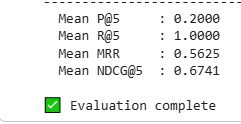 --------------------------
Mean P@5     : 0.2000
Mean R@5     : 1.0000
Mean MRR     : 0.5625
Mean NDCG@5  : 0.6741
✅ Evaluation complete